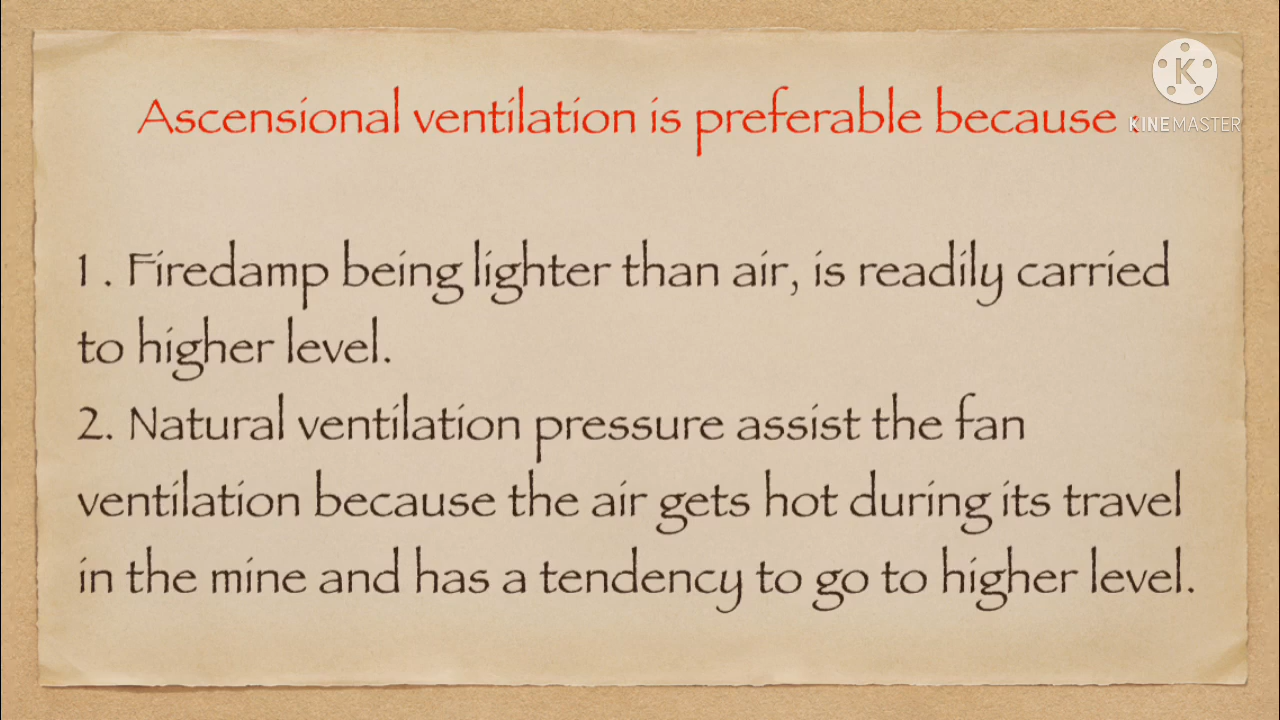 Ascensional ventilation is preferable because .
KINEMASTER
1 . Firedamp being lighter than air, is readily carried
to higher level.
2. Natural ventilation pressure assist the fan
ventilation because the air gets hot during its travel
in the mine and has a tendency to go to higher level.